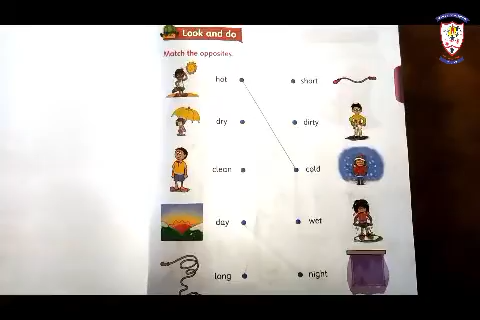 Look and do
Match the opposites.
hot short
dry dirty
clean cold
day wet
long night